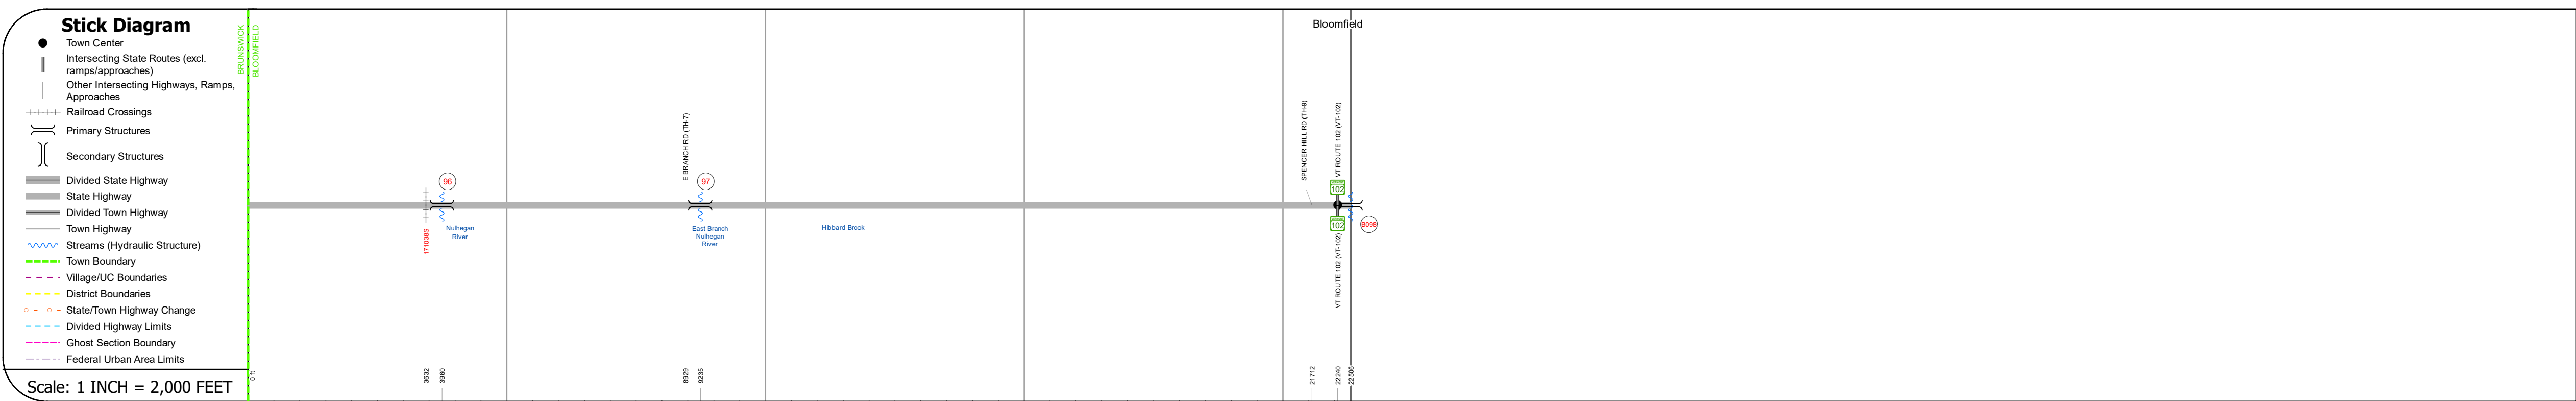 Stick Diagram
Town Center
Intersecting State Routes (excl.
ramps/approaches)
Other Intersecting Highways, Ramps,
Approaches
Railroad Crossings
Primary Structures
Secondary Structures
Divided State Highway
State Highway
Divided Town Highway
Town Highway
Streams (Hydraulic Structure)
Town Boundary
Village/UC Boundaries
District Boundaries
State/Town Highway Change
Divided Highway Limits
Ghost Section Boundary
Federal Urban Area Limits
Scale: 1 INCH = 2,000 FEET
BRUNSWICK
BLOOMFIELD
0 ft
171038S
96
Nulhegan
River
3632
3960
E BRANCH RD (TH-7)
97
East Branch
Nulhegan
River
8929
9235
Hibbard Brook
Bloomfield
SPENCER HILL RD (TH-9)
VT ROUTE 102 (VT-102)
102
102
VT ROUTE 102 (VT-102)
B098
21712
22240
22506